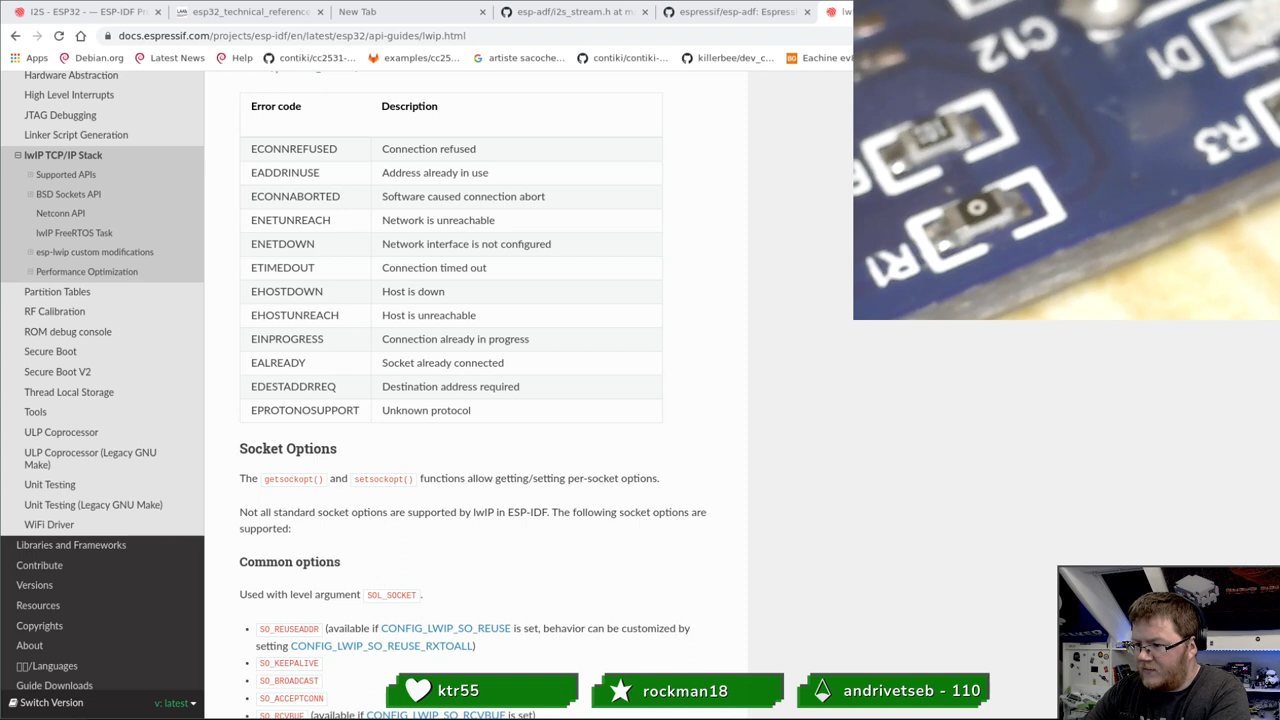 I2S - ESP32 — ESP-IDF Pr
esp32_technical_reference
New Tab
esp-adf/i2s_stream.h at m
espressif/esp-adf: Espress
docs.espressif.com/projects/esp-idf/en/latest/esp32/api-guides/lwip.html
Apps
Debian.org
Latest News
Help
contiki/cc2531-...
examples/cc25...
artiste sacoche...
contiki/contiki-...
killerbee/dev_c...
Hardware Abstraction
High Level Interrupts
JTAG Debugging
Linker Script Generation
lwIP TCP/IP Stack
Supported APIs
BSD Sockets API
Netconn API
lwIP FreeRTOS Task
esp-lwip custom modifications
Performance Optimization
Partition Tables
RF Calibration
ROM debug console
Secure Boot
Secure Boot V2
Thread Local Storage
Tools
ULP Coprocessor
ULP Coprocessor (Legacy GNU
Make)
Unit Testing
Unit Testing (Legacy GNU Make)
WiFi Driver
Libraries and Frameworks
Contribute
Versions
Resources
Copyrights
About
/Languages
Guide Downloads
Switch Version
v: latest
Error code Description
ECONNREFUSED Connection refused
EADDRINUSE Address already in use
ECONNABORTED Software caused connection abort
ENETUNREACH Network is unreachable
ENETDOWN Network interface is not configured
ETIMEDOUT Connection timed out
EHOSTDOWN Host is down
EHOSTUNREACH Host is unreachable
EINPROGRESS Connection already in progress
EALREADY Socket already connected
EDESTADDRREQ Destination address required
EPROTONOSUPPORT Unknown protocol
Socket Options
The getsockopt() and setsockopt() functions allow getting/setting per-socket options.
Not all standard socket options are supported by lwIP in ESP-IDF. The following socket options are
supported:
Common options
Used with level argument SOL_SOCKET .
SO_REUSEADDR (available if CONFIG_LWIP_SO_REUSE is set, behavior can be customized by
setting CONFIG_LWIP_SO_REUSE_RXTOALL)
SO_KEEPALIVE
SO_BROADCAST
SO_ACCEPTCONN
SO_RCVBUF (available if CONFIG_LWIP_SO_RCVBUF is set)
C12
D1
R3
R1
ktr55
rockman18
andrivetseb - 110